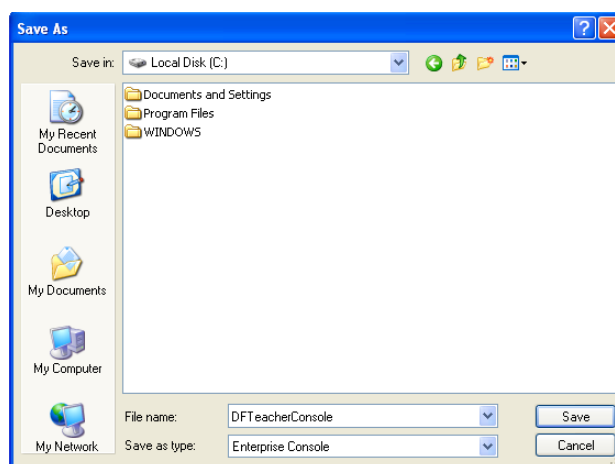 Save As
Save in:
Local Disk (C:)
My Recent
Documents
Desktop
My Documents
My Computer
My Network
Documents and Settings
Program Files
WINDOWS
File name:
DFTeacherConsole
Save
Save as type:
Enterprise Console
Cancel